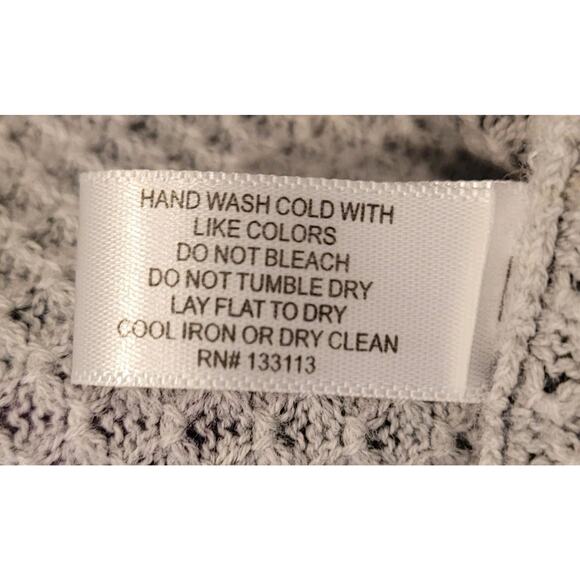 HAND WASH COLD WITH
LIKE COLORS
DO NOT BLEACH
DO NOT TUMBLE DRY
LAY FLAT TO DRY
COOL IRON OR DRY CLEAN
RN# 133113